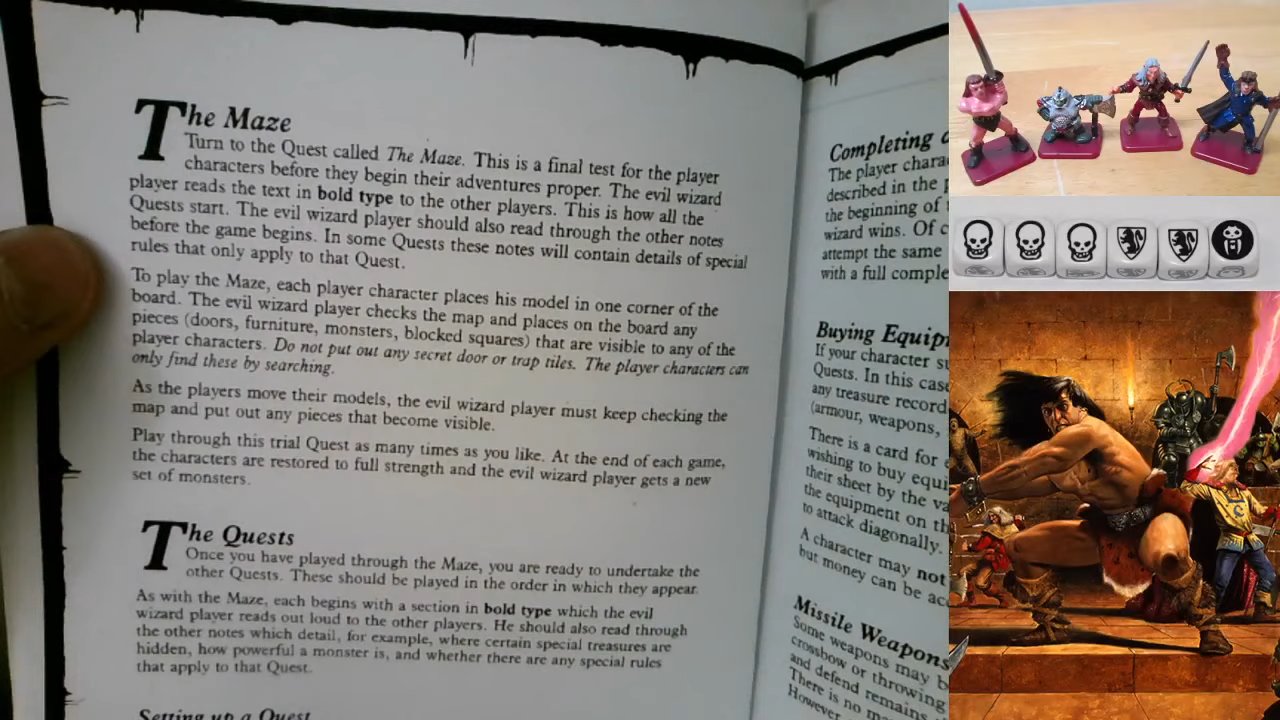 The Maze
Turn to the Quest called The Maze. This is a final test for the player
characters before they begin their adventures proper. The evil wizard
player reads the text in bold type to the other players. This is how all the
Quests start. The evil wizard player should also read through the other notes
before the game begins. In some Quests these notes will contain details of special
rules that only apply to that Quest.
To play the Maze, each player character places his model in one corner of the
board. The evil wizard player checks the map and places on the board any
pieces (doors, furniture, monsters, blocked squares) that are visible to any of the
player characters. Do not put out any secret door or trap tiles. The player characters can
only find these by searching.
As the players move their models, the evil wizard player must keep checking the
map and put out any pieces that become visible.
Play through this trial Quest as many times as you like. At the end of each game,
the characters are restored to full strength and the evil wizard player gets a new
set of monsters.
The Quests
Once you have played through the Maze, you are ready to undertake the
other Quests. These should be played in the order in which they appear.
As with the Maze, each begins with a section in bold type which the evil
wizard player reads out loud to the other players. He should also read through
the other notes which detail, for example, where certain special treasures are
hidden, how powerful a monster is, and whether there are any special rules
that apply to that Quest.
Setting up a Quest
Completing
The player
described in the
the beginning of
wizard wins. Of
attempt the same
with a full
Buying
If your character
Quests. In this
any treasure
(armour, weapons,
There is a card for
wishing to buy
their sheet by the
the equipment on
to attack diagonally.
A character may not
but money can be
Missile Weapons
Some weapons may
crossbow or throwing
and defend remains
There is no
However,